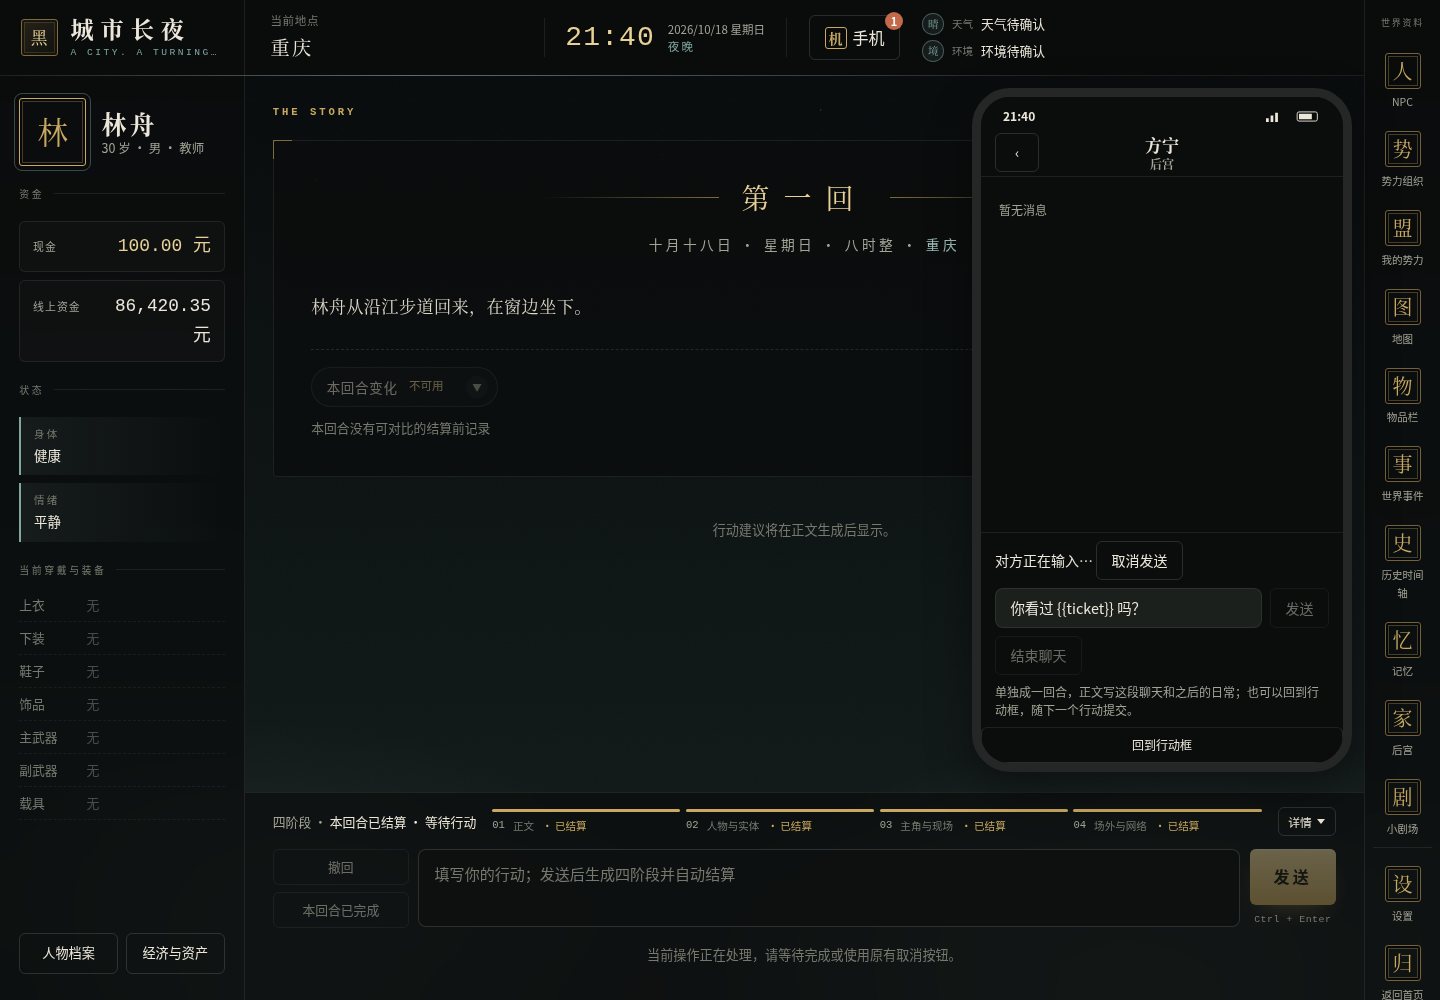 黑
城市长夜
A CITY. A TURNING…
当前地点
重庆
21:40
2026/10/18 星期日
夜晚
机 手机
1
晴 天气 天气待确认
境 环境 环境待确认
世界资料
林
林舟
30 岁 • 男 • 教师
资金
现金 100.00 元
线上资金 86,420.35
元
状态
身体
健康
情绪
平静
当前穿戴与装备
上衣 无
下装 无
鞋子 无
饰品 无
主武器 无
副武器 无
载具 无
人物档案
经济与资产
THE STORY
第一回
十月十八日 • 星期日 • 八时整 • 重庆
林舟从沿江步道回来，在窗边坐下。
本回合变化 不可用 ▼
本回合没有可对比的结算前记录
行动建议将在正文生成后显示。
21:40
‹
方宁
后宫
暂无消息
对方正在输入… 取消发送
你看过 {{ticket}} 吗？
发送
结束聊天
单独成一回合，正文写这段聊天和之后的日常；也可以回到行
动框，随下一个行动提交。
回到行动框
四阶段 • 本回合已结算 • 等待行动
01 正文 • 已结算
02 人物与实体 • 已结算
03 主角与现场 • 已结算
04 场外与网络 • 已结算
详情
撤回
本回合已完成
填写你的行动；发送后生成四阶段并自动结算
发送
Ctrl + Enter
当前操作正在处理，请等待完成或使用原有取消按钮。
人
NPC
势
势力组织
盟
我的势力
图
地图
物
物品栏
事
世界事件
史
历史时间
轴
忆
记忆
家
后宫
剧
小剧场
设
设置
归
返回首页